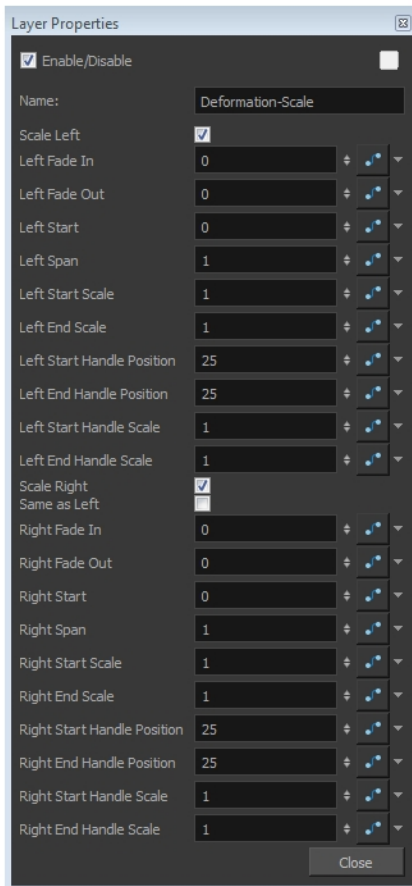 Layer Properties
Enable/Disable
Name: Deformation-Scale
Scale Left
Left Fade In 0
Left Fade Out 0
Left Start 0
Left Span 1
Left Start Scale 1
Left End Scale 1
Left Start Handle Position 25
Left End Handle Position 25
Left Start Handle Scale 1
Left End Handle Scale 1
Scale Right
Same as Left
Right Fade In 0
Right Fade Out 0
Right Start 0
Right Span 1
Right Start Scale 1
Right End Scale 1
Right Start Handle Position 25
Right End Handle Position 25
Right Start Handle Scale 1
Right End Handle Scale 1
Close